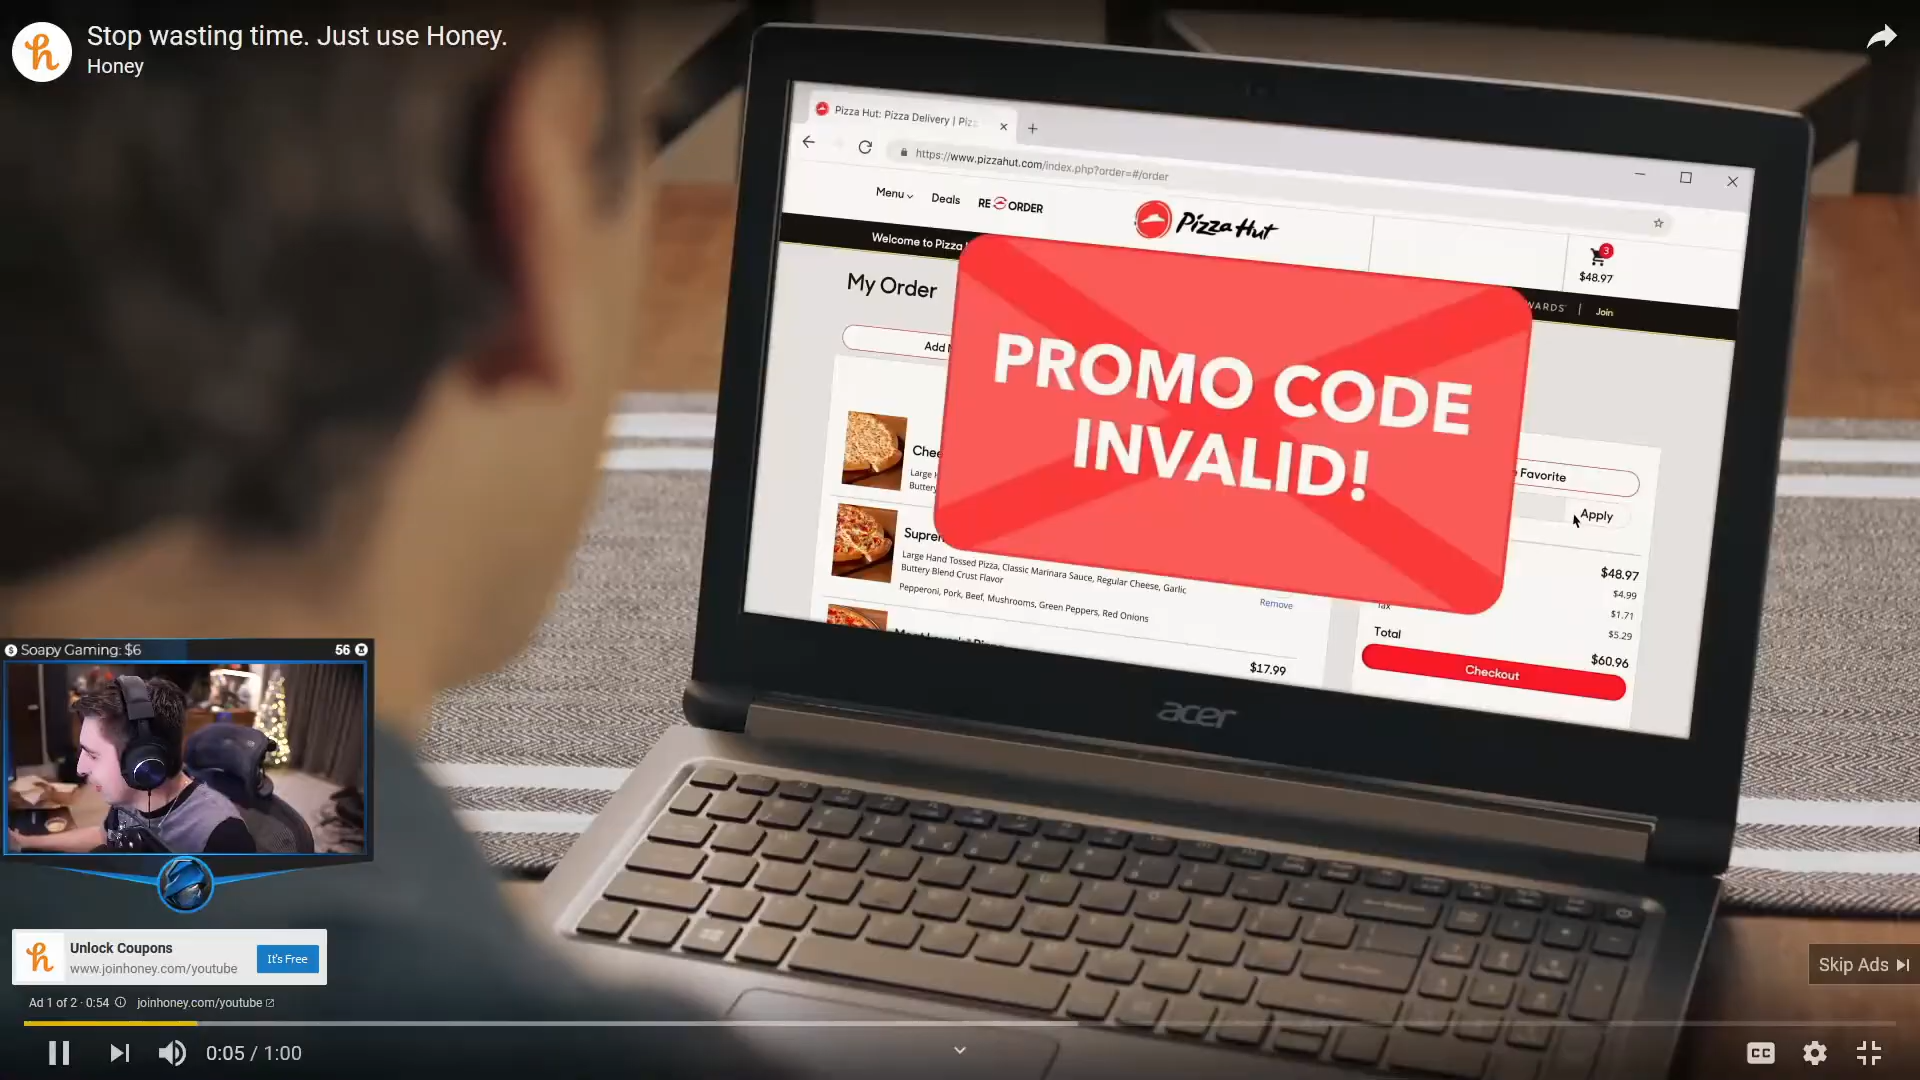 Stop wasting time. Just use Honey.
Honey
Pizza Hut: Pizza Delivery | Piz
https://www.pizzahut.com/index.php?order=#/order
Menu
Deals
RE ORDER
Pizza Hut
3
$48.97
Welcome to Pizza
WARDS
|
Join
My Order
Add
PROMO CODE
INVALID!
Favorite
Apply
Chee
Large
Buttery
Supre
Large Hand Tossed Pizza, Classic Marinara Sauce, Regular Cheese, Garlic
Buttery Blend Crust Flavor
Pepperoni, Pork, Beef, Mushrooms, Green Peppers, Red Onions
Remove
$17.99
$48.97
$4.99
$1.71
Tax
$5.29
Total
$60.96
Checkout
acer
Soapy Gaming: $6
56
Unlock Coupons
www.joinhoney.com/youtube
It's Free
Ad 1 of 2 · 0:54
joinhoney.com/youtube
Skip Ads
0:05 / 1:00
CC